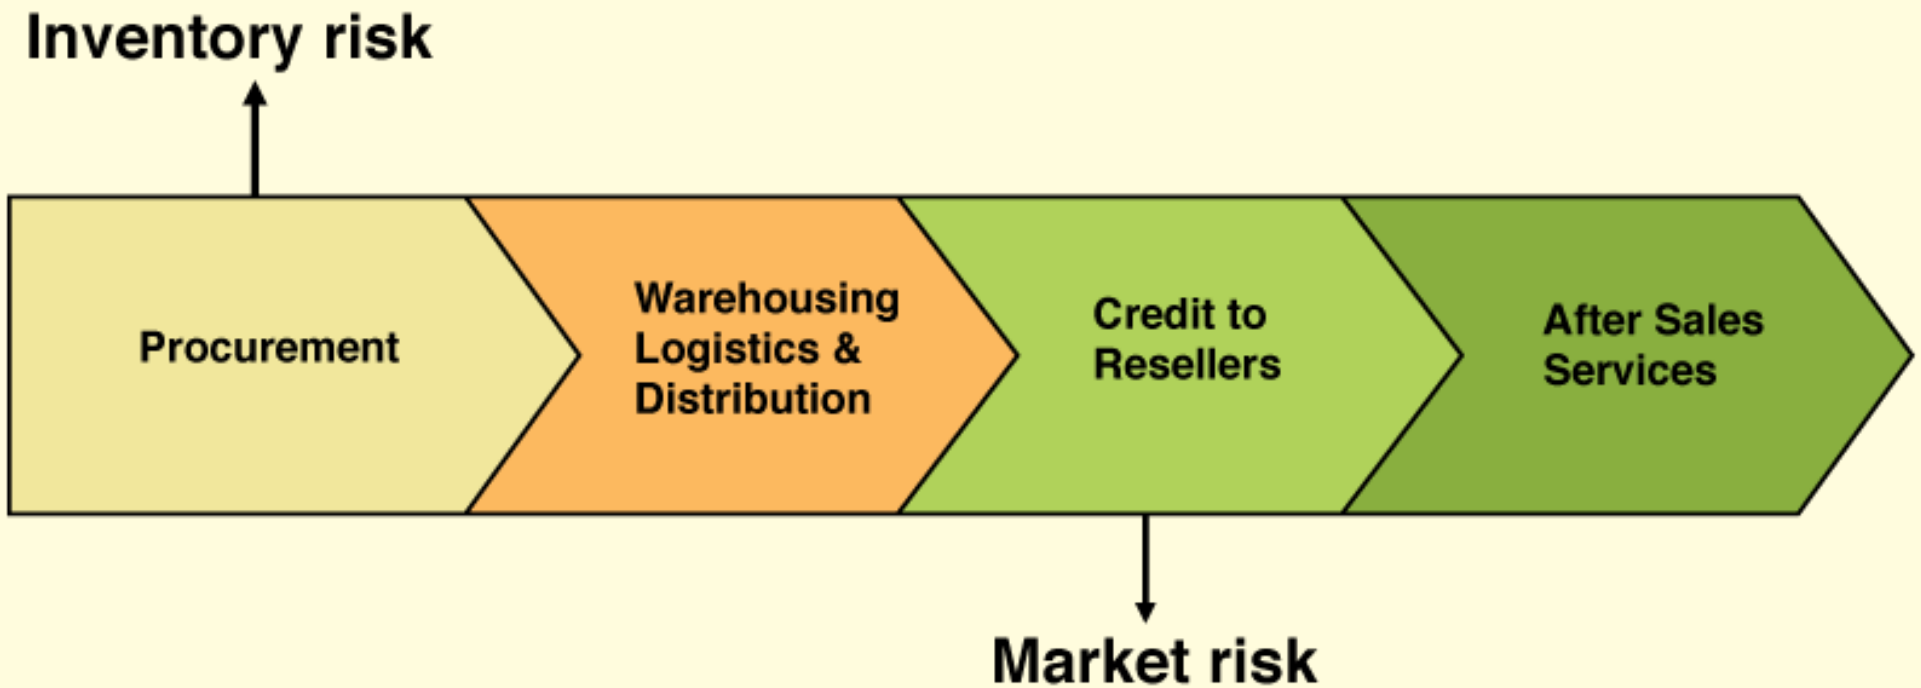 Inventory risk
Procurement
Warehousing
Logistics &
Distribution
Credit to
Resellers
After Sales
Services
Market risk